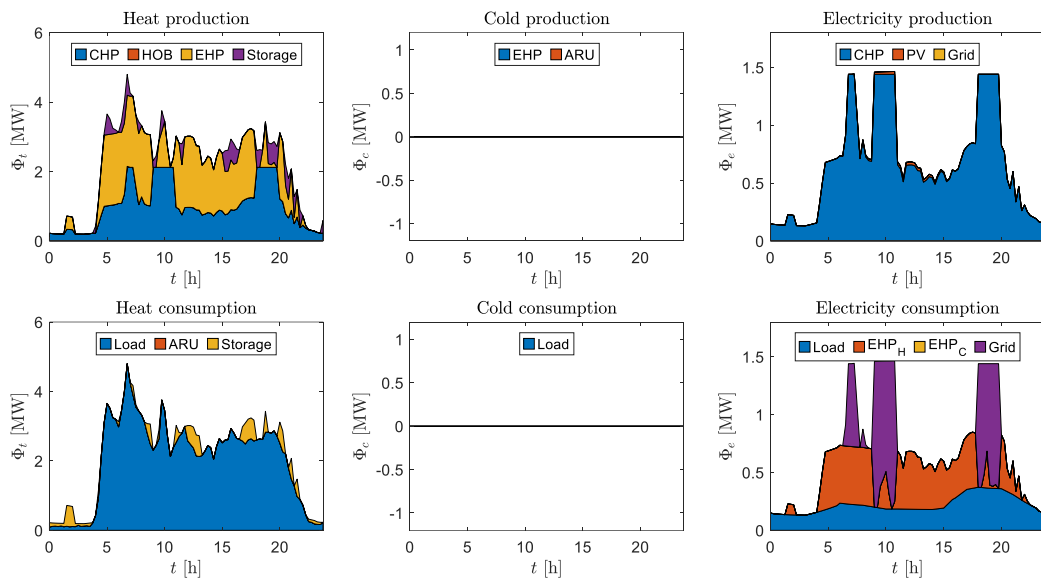 Heat production
Φt [MW]
6
4
2
0
CHP HOB EHP Storage
0 5 10 15 20
t [h]
Cold production
Φc [MW]
1
0.5
0
-0.5
-1
EHP ARU
0 5 10 15 20
t [h]
Electricity production
Φe [MW]
1.5
1
0.5
0
CHP PV Grid
0 5 10 15 20
t [h]
Heat consumption
Φt [MW]
6
4
2
0
Load ARU Storage
0 5 10 15 20
t [h]
Cold consumption
Φc [MW]
1
0.5
0
-0.5
-1
Load
0 5 10 15 20
t [h]
Electricity consumption
Φe [MW]
1.5
1
0.5
0
Load EHP_H EHP_C Grid
0 5 10 15 20
t [h]